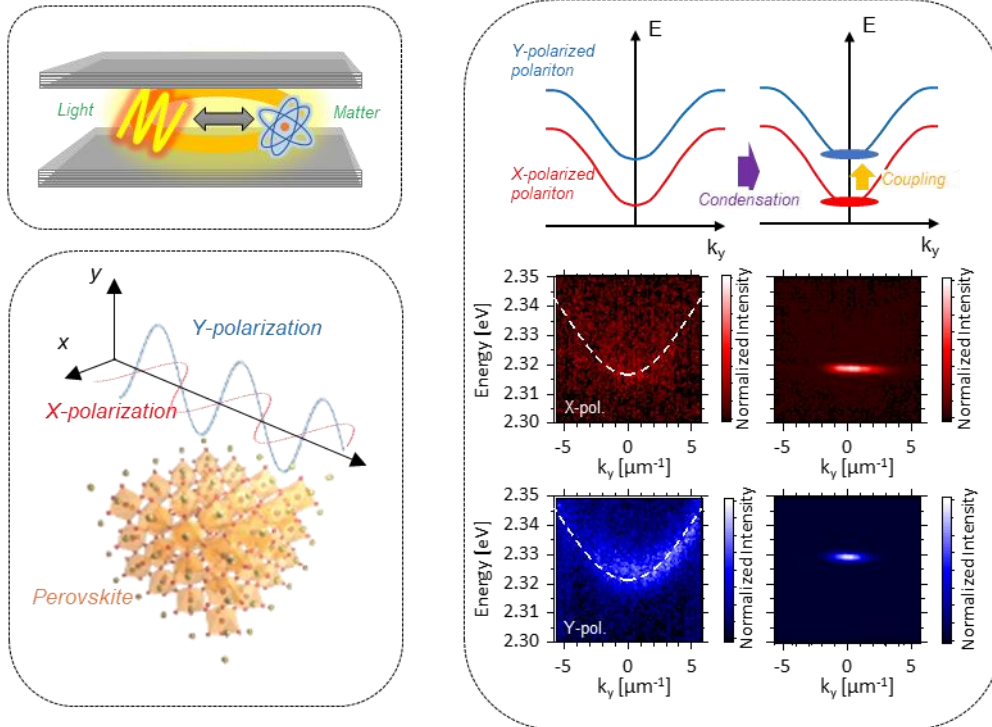 Light
Matter
y
x
Y-polarization
X-polarization
Perovskite
E
E
Y-polarized
polariton
X-polarized
polariton
Condensation
Coupling
k_y
k_y
2.35
2.34
2.33
2.32
2.31
2.30
Energy [eV]
X-pol.
-5 0 5
k_y [µm⁻¹]
Normalized Intensity
-5 0 5
k_y [µm⁻¹]
Normalized Intensity
2.35
2.34
2.33
2.32
2.31
2.30
Energy [eV]
Y-pol.
-5 0 5
k_y [µm⁻¹]
Normalized Intensity
-5 0 5
k_y [µm⁻¹]
Normalized Intensity